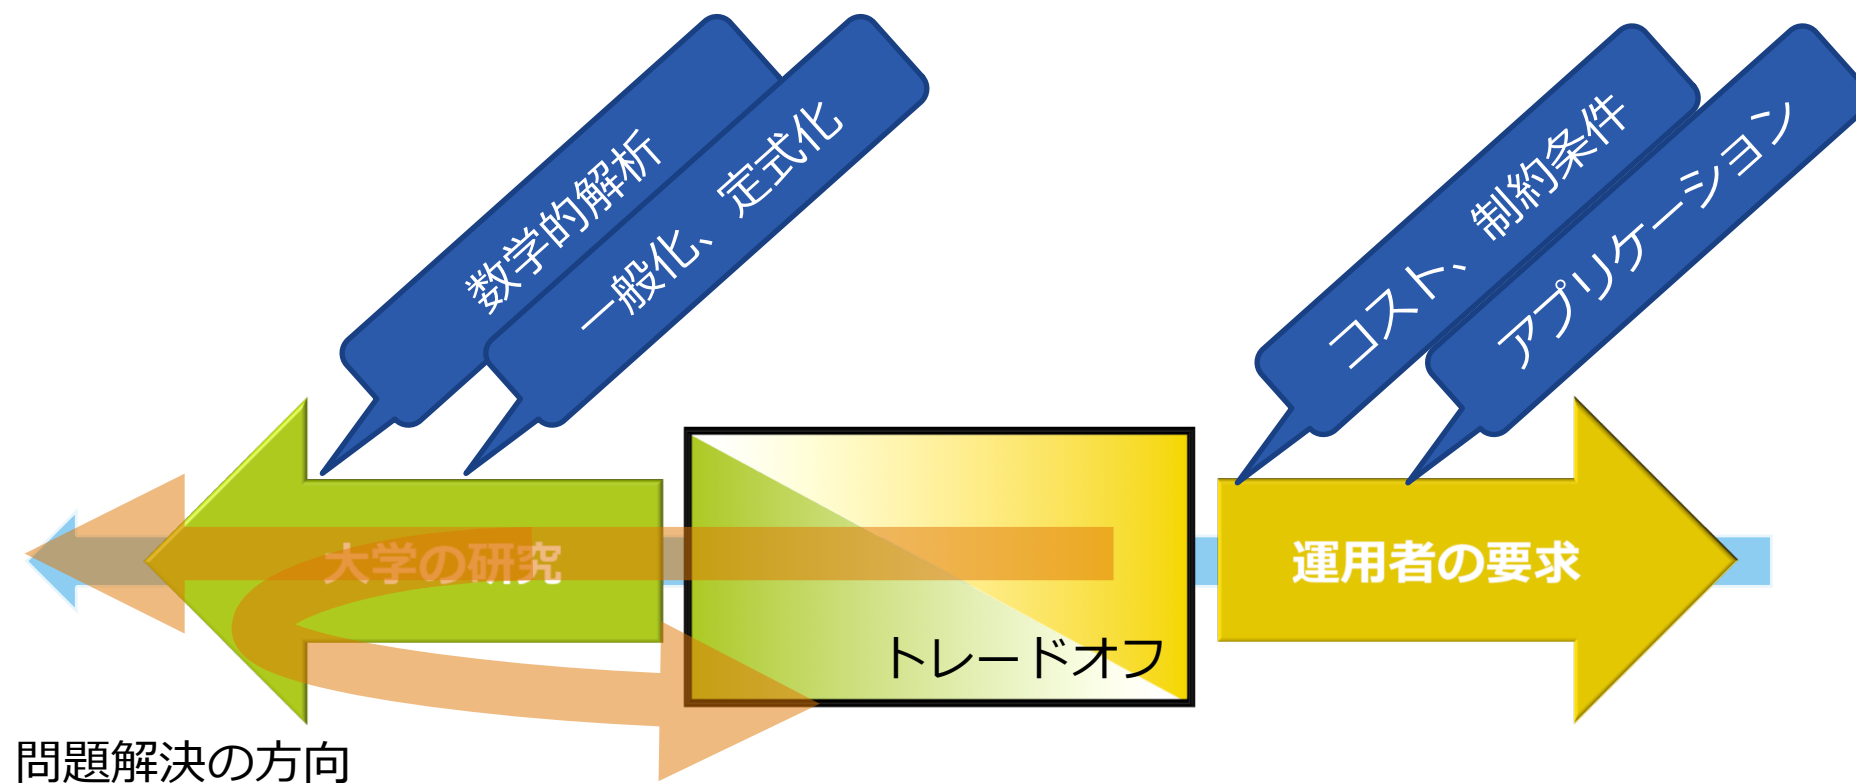 数学的解析
一般化、定式化
コスト、制約条件
アプリケーション
大学の研究
運用者の要求
トレードオフ
問題解決の方向